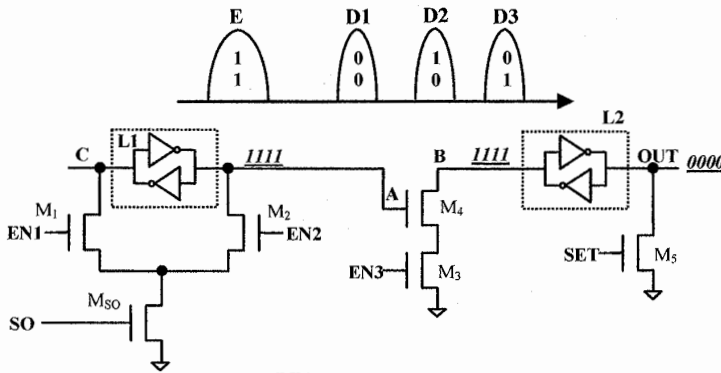 E D1 D2 D3
1 0 1 0
1 0 0 1
L2
C L1 1111 B 1111 OUT 0000
A
M1 M2 M4
EN1 EN2
EN3 M3 SET M5
MSO
SO